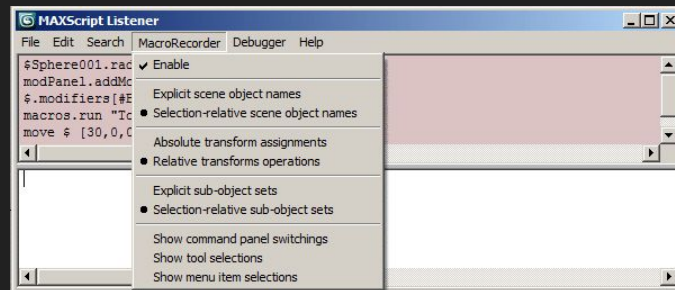 MAXScript Listener
File Edit Search MacroRecorder Debugger Help
$Sphere001.rad
modPanel.addMo
$.modifiers[#B
macros.run "To
move $ [30,0,0
Enable
Explicit scene object names
Selection-relative scene object names
Absolute transform assignments
Relative transforms operations
Explicit sub-object sets
Selection-relative sub-object sets
Show command panel switchings
Show tool selections
Show menu item selections